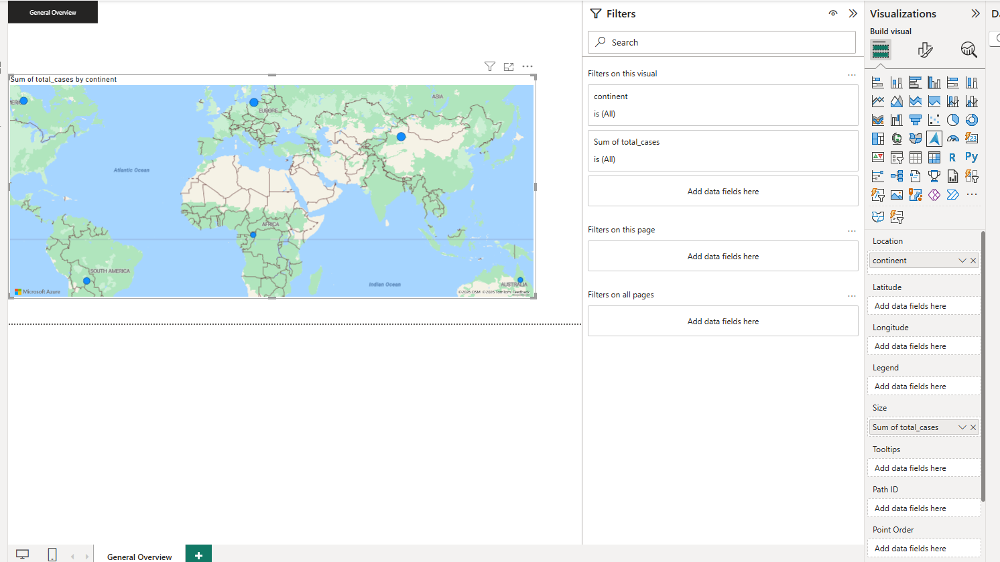 General Overview
Sum of total_cases by continent
ASIA
EUROPE
Atlantic Ocean
AFRICA
SOUTH AMERICA
Indian Ocean
AUSTRALIA
Microsoft Azure
©2026 OSM ©2026 TomTom Feedback
General Overview
+
Filters
Search
Filters on this visual
...
continent
is (All)
Sum of total_cases
is (All)
Add data fields here
Filters on this page
...
Add data fields here
Filters on all pages
...
Add data fields here
Visualizations
Build visual
123
R
Py
...
Location
continent
Latitude
Add data fields here
Longitude
Add data fields here
Legend
Add data fields here
Size
Sum of total_cases
Tooltips
Add data fields here
Path ID
Add data fields here
Point Order
Add data fields here